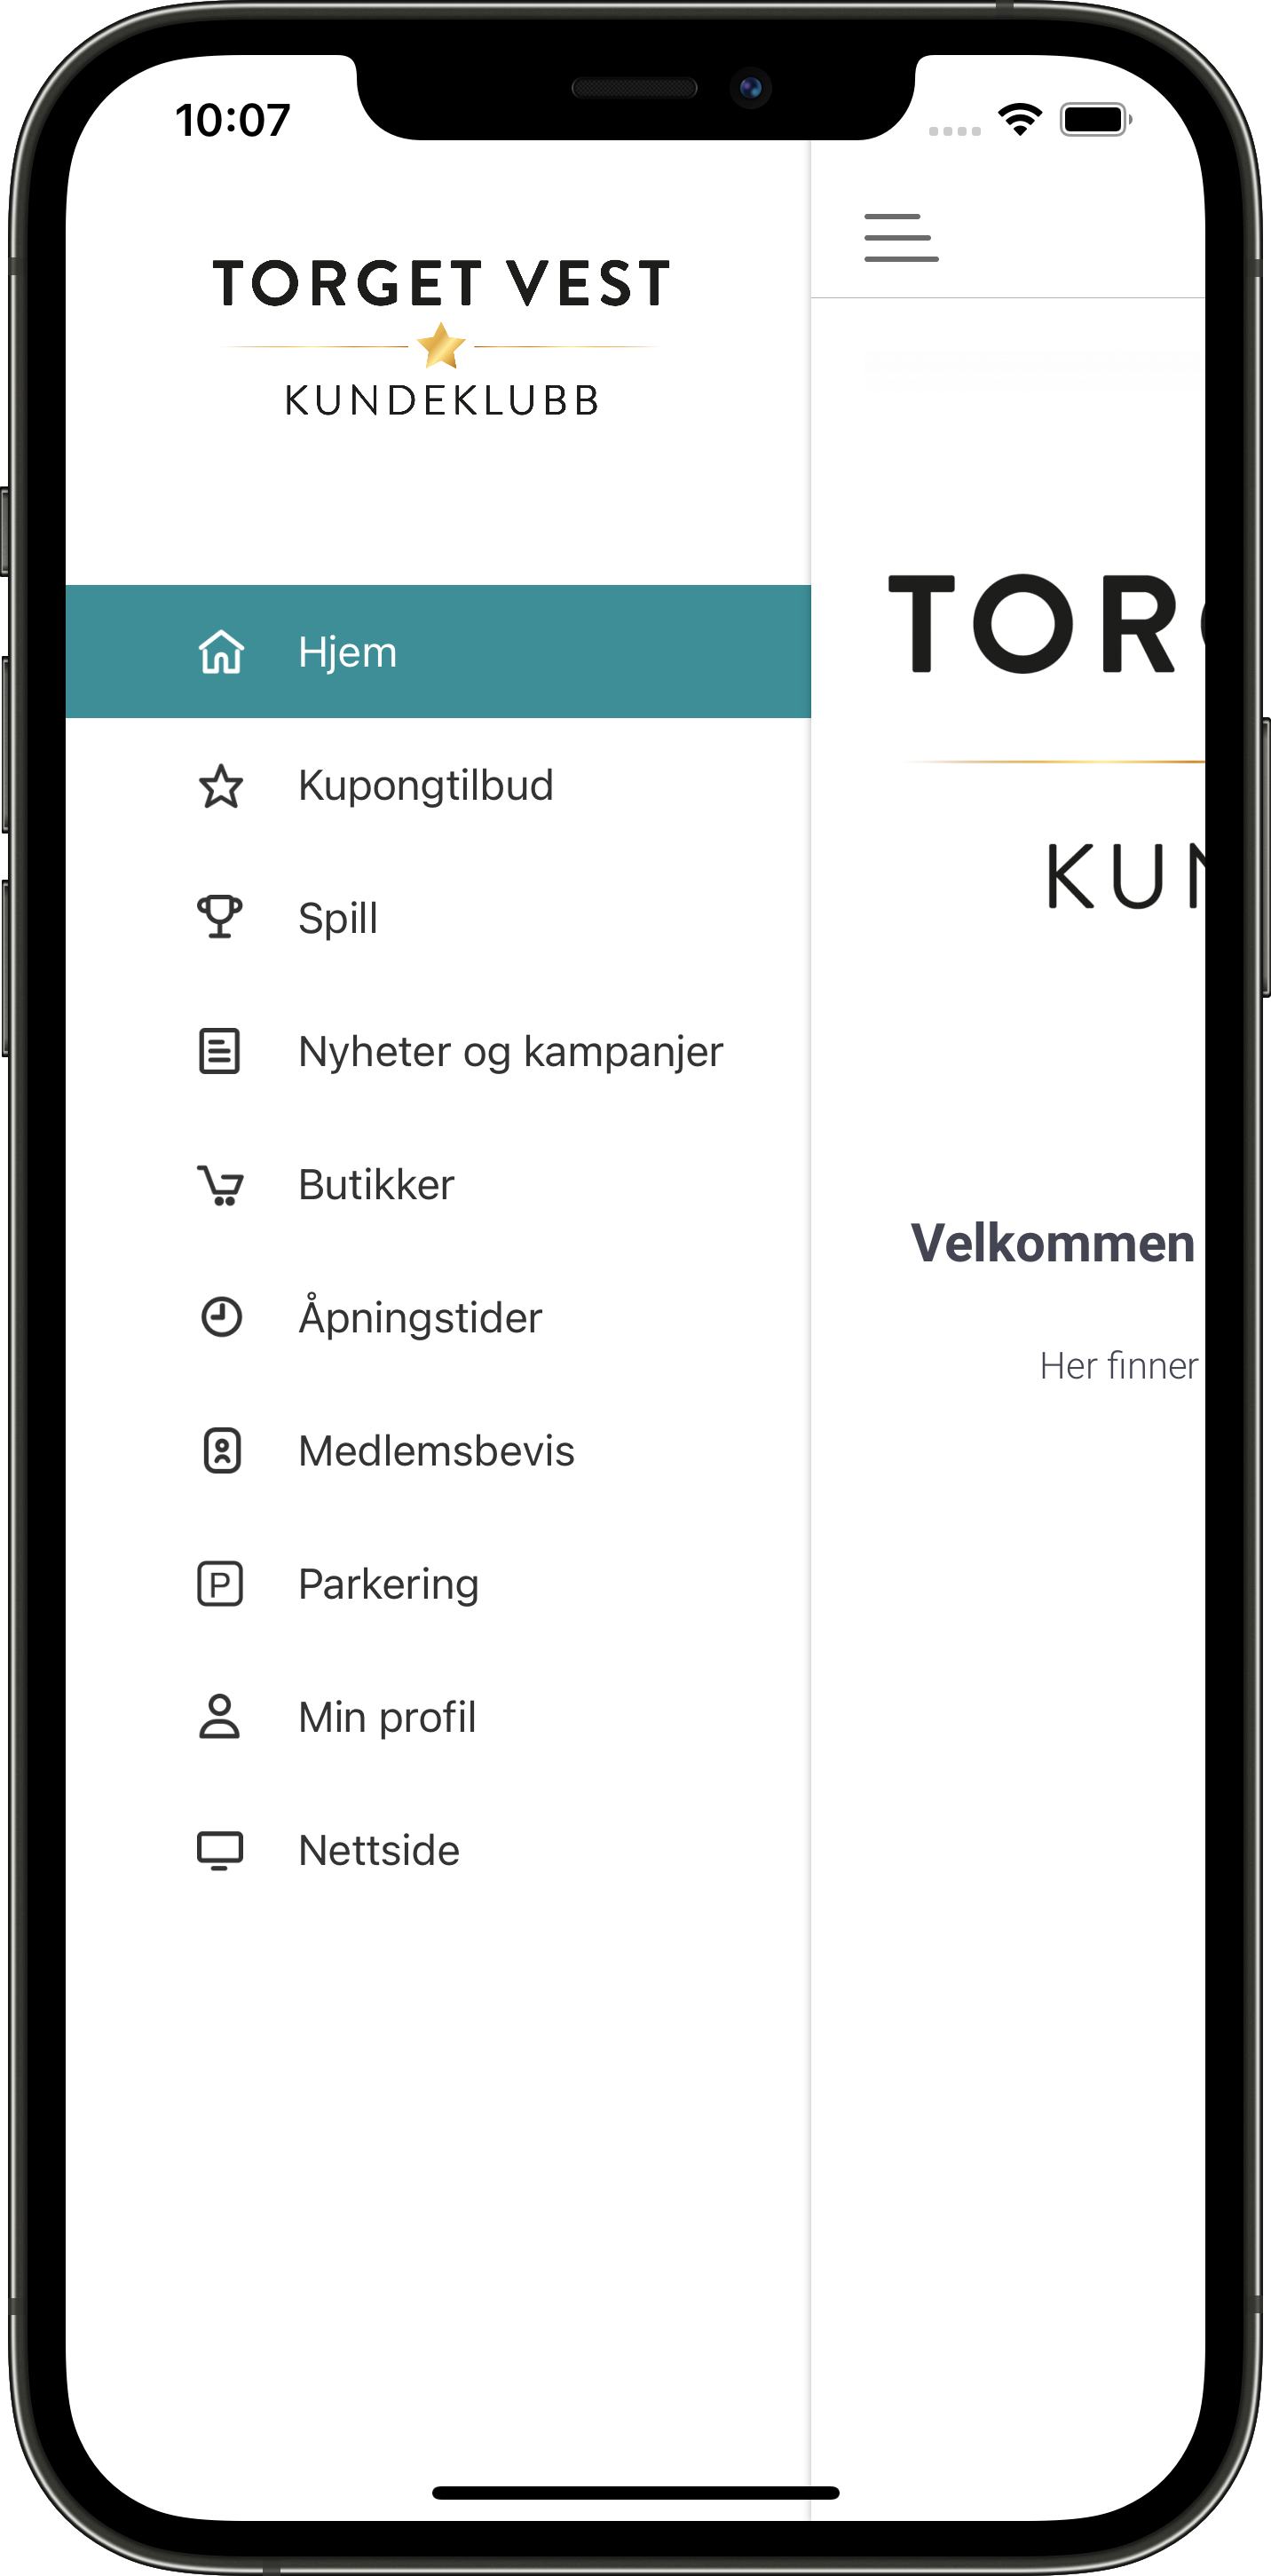 10:07
TORGET VEST
KUNDEKLUBB
Hjem
Kupongtilbud
Spill
Nyheter og kampanjer
Butikker
Åpningstider
Medlemsbevis
P Parkering
Min profil
Nettside
TOR
KUN
Velkommen
Her finner